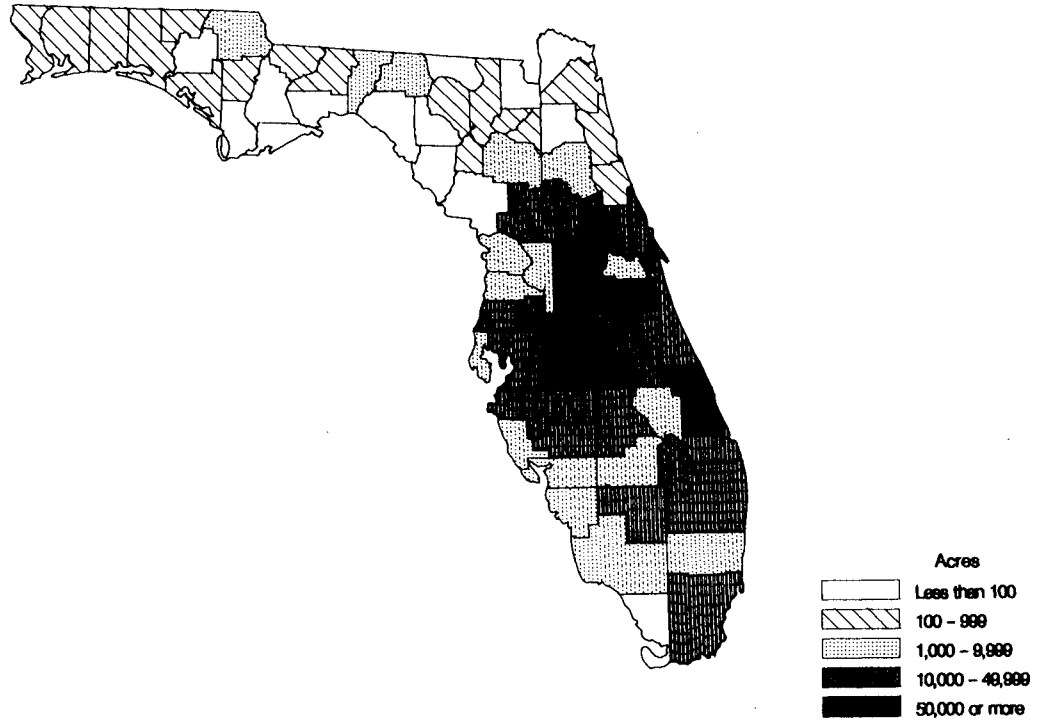 Acres
Less than 100
100 - 999
1,000 - 9,999
10,000 - 49,999
50,000 or more